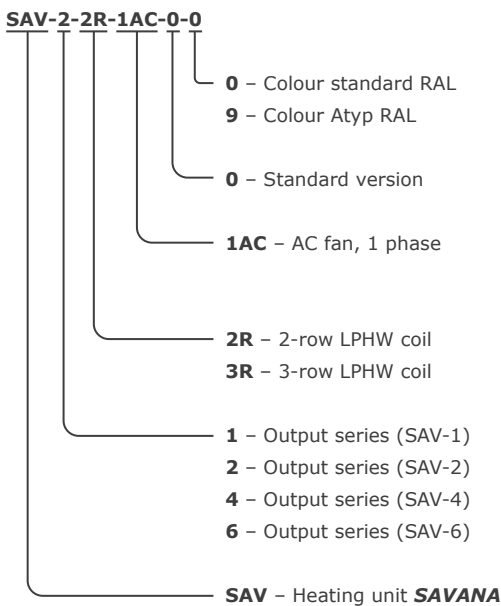 SAV-2-2R-1AC-0-0
0 – Colour standard RAL
9 – Colour Atyp RAL
0 – Standard version
1AC – AC fan, 1 phase
2R – 2-row LPHW coil
3R – 3-row LPHW coil
1 – Output series (SAV-1)
2 – Output series (SAV-2)
4 – Output series (SAV-4)
6 – Output series (SAV-6)
SAV – Heating unit SAVANA